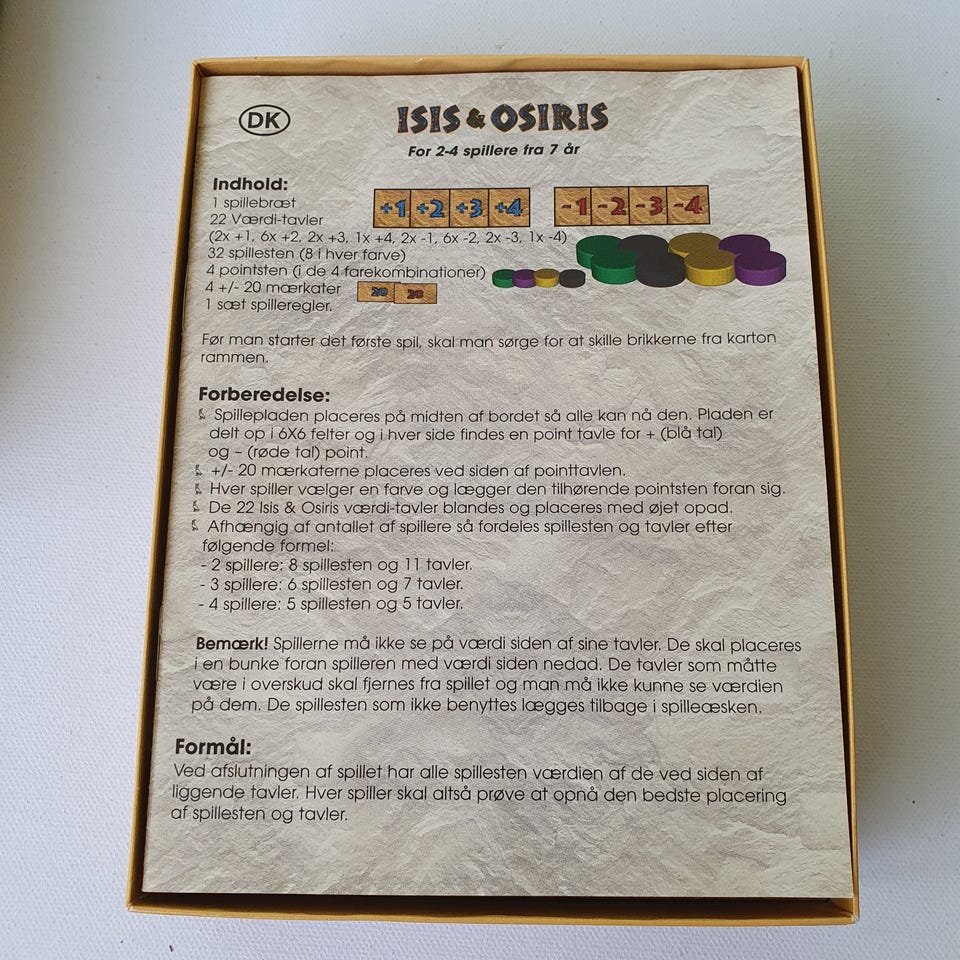 DK
ISIS & OSIRIS
For 2-4 spillere fra 7 år
Indhold:
1 spillebræt
22 Værdi-tavler
+1 +2 +3 +4 -1 -2 -3 -4
(2x +1, 6x +2, 2x +3, 1x +4, 2x -1, 6x -2, 2x -3, 1x -4)
32 spillesten (8 i hver farve)
4 pointsten (i de 4 farekombinationer)
4 +/- 20 mærkater
20 20
1 sæt spilleregler.
Før man starter det første spil, skal man sørge for at skille brikkerne fra karton
rammen.
Forberedelse:
Spillepladen placeres på midten af bordet så alle kan nå den. Pladen er
delt op i 6X6 felter og i hver side findes en point tavle for + (blå tal)
og – (røde tal) point.
+/- 20 mærkaterne placeres ved siden af pointtavlen.
Hver spiller vælger en farve og lægger den tilhørende pointsten foran sig.
De 22 Isis & Osiris værdi-tavler blandes og placeres med øjet opad.
Afhængig af antallet af spillere så fordeles spillesten og tavler efter
følgende formel:
- 2 spillere: 8 spillesten og 11 tavler.
- 3 spillere: 6 spillesten og 7 tavler.
- 4 spillere: 5 spillesten og 5 tavler.
Bemærk! Spillerne må ikke se på værdi siden af sine tavler. De skal placeres
i en bunke foran spilleren med værdi siden nedad. De tavler som måtte
være i overskud skal fjernes fra spillet og man må ikke kunne se værdien
på dem. De spillesten som ikke benyttes lægges tilbage i spilleæsken.
Formål:
Ved afslutningen af spillet har alle spillesten værdien af de ved siden af
liggende tavler. Hver spiller skal altså prøve at opnå den bedste placering
af spillesten og tavler.